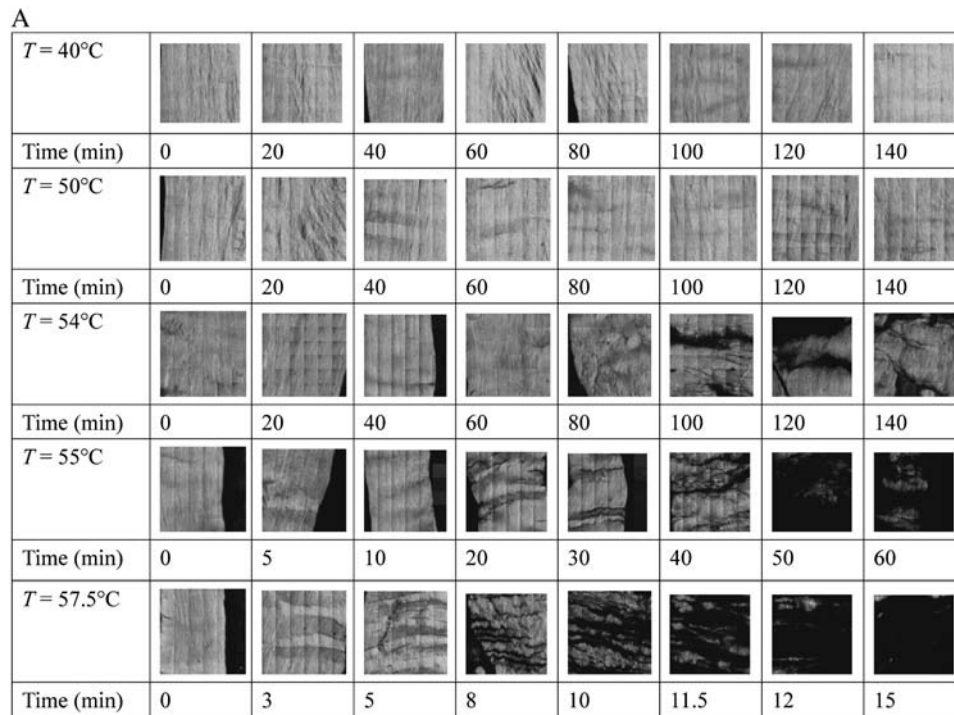 A
T = 40°C
Time (min) 0 20 40 60 80 100 120 140
T = 50°C
Time (min) 0 20 40 60 80 100 120 140
T = 54°C
Time (min) 0 20 40 60 80 100 120 140
T = 55°C
Time (min) 0 5 10 20 30 40 50 60
T = 57.5°C
Time (min) 0 3 5 8 10 11.5 12 15